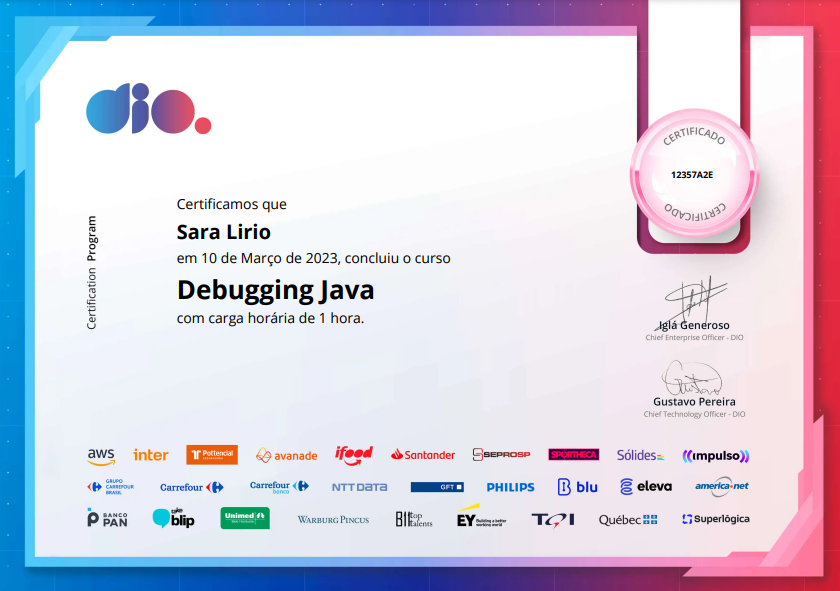 dio.
CERTIFICADO
12357A2E
CERTIFICADO
Certification Program
Certificamos que
Sara Lirio
em 10 de Março de 2023, concluiu o curso
Debugging Java
com carga horária de 1 hora.
Iglá Generoso
Chief Enterprise Officer - DIO
Gustavo Pereira
Chief Technology Officer - DIO
aws inter Pottencial avanade ifood Santander SEPROSP SPORTHECA Sólides impulso
GRUPO CARREFOUR BRASIL Carrefour Carrefour banco NTT DATA GFT PHILIPS blu eleva america net
BANCO PAN take blip Unimed WARBURG PINCUS BTT top talents EY Building a better working world TQI Québec Superlógica